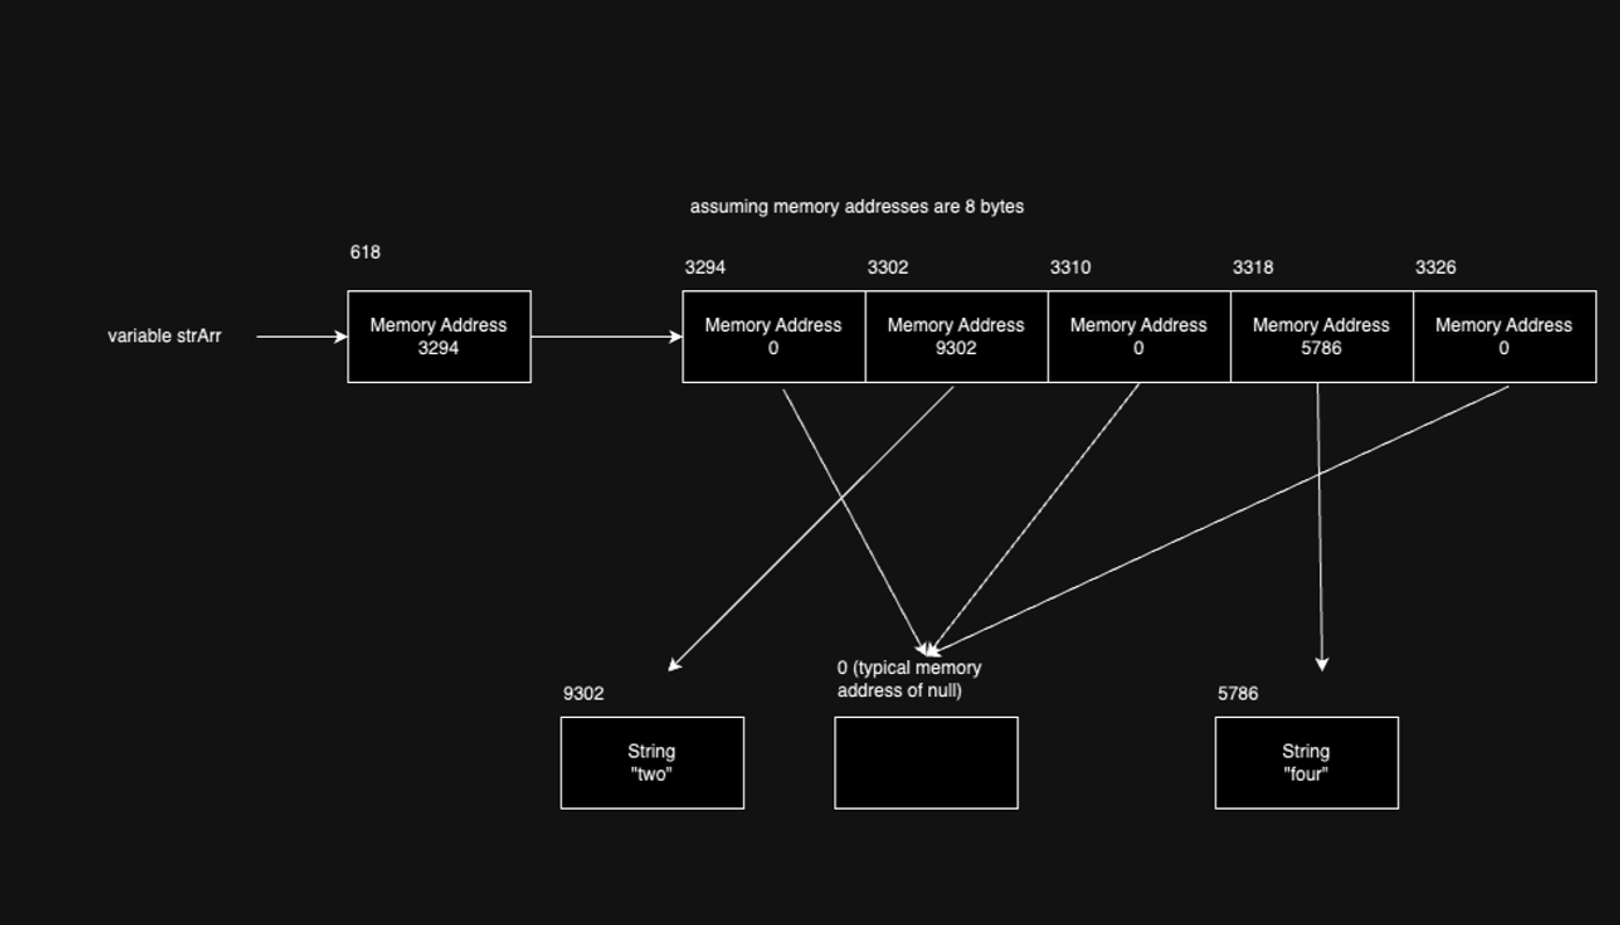 assuming memory addresses are 8 bytes
618
3294
3302
3310
3318
3326
variable strArr
Memory Address
3294
Memory Address
0
Memory Address
9302
Memory Address
0
Memory Address
5786
Memory Address
0
9302
String
"two"
0 (typical memory
address of null)
5786
String
"four"